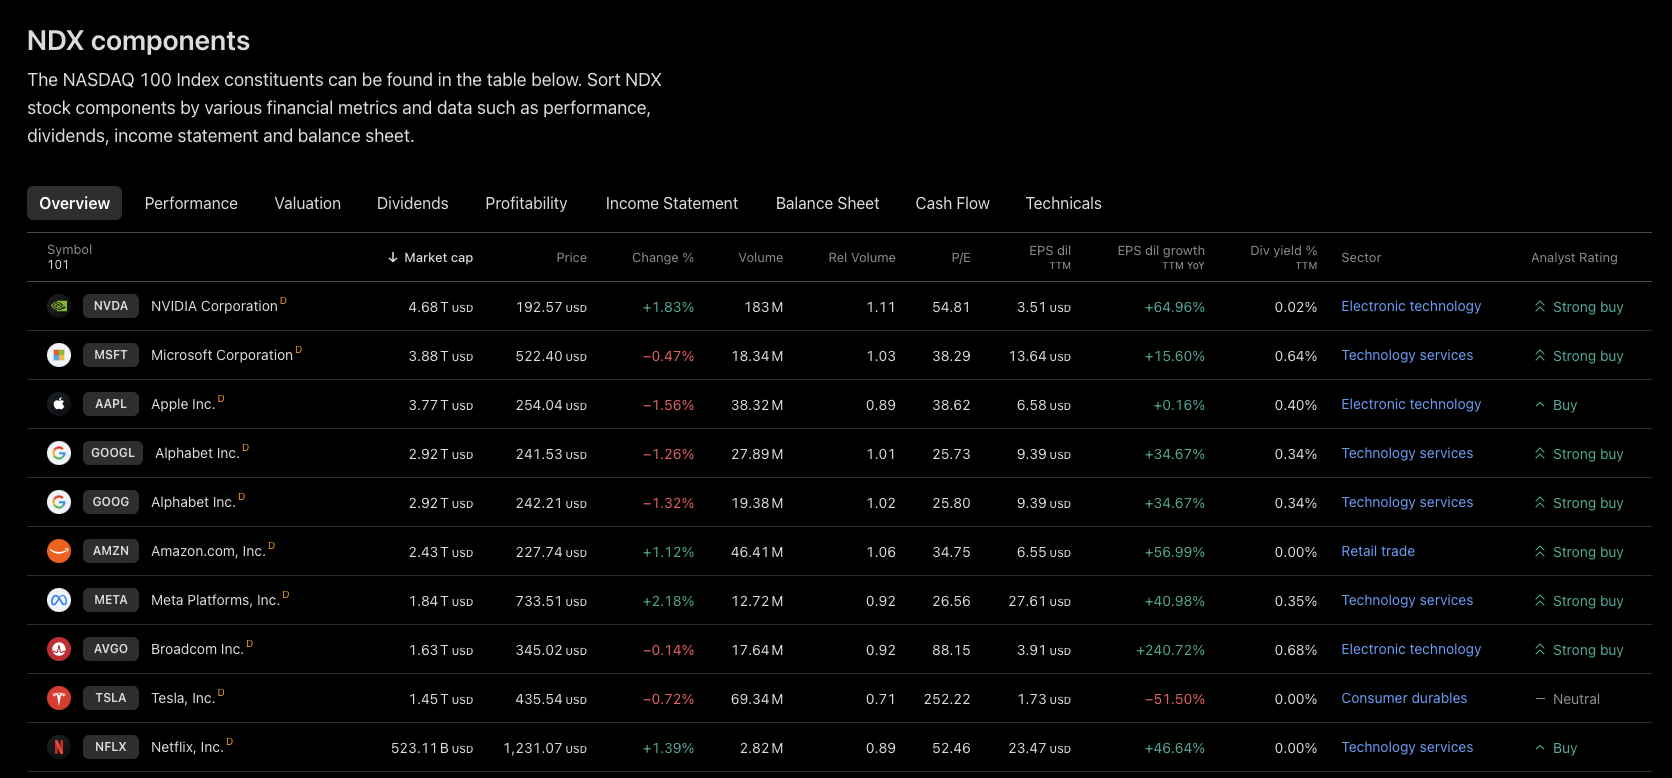 NDX components
The NASDAQ 100 Index constituents can be found in the table below. Sort NDX
stock components by various financial metrics and data such as performance,
dividends, income statement and balance sheet.
Overview Performance Valuation Dividends Profitability Income Statement Balance Sheet Cash Flow Technicals
Symbol 101 ↓ Market cap Price Change % Volume Rel Volume P/E EPS dil TTM EPS dil growth TTM YoY Div yield % TTM Sector Analyst Rating
NVDA NVIDIA Corporation D 4.68 T USD 192.57 USD +1.83% 183 M 1.11 54.81 3.51 USD +64.96% 0.02% Electronic technology Strong buy
MSFT Microsoft Corporation D 3.88 T USD 522.40 USD −0.47% 18.34 M 1.03 38.29 13.64 USD +15.60% 0.64% Technology services Strong buy
AAPL Apple Inc. D 3.77 T USD 254.04 USD −1.56% 38.32 M 0.89 38.62 6.58 USD +0.16% 0.40% Electronic technology Buy
GOOGL Alphabet Inc. D 2.92 T USD 241.53 USD −1.26% 27.89 M 1.01 25.73 9.39 USD +34.67% 0.34% Technology services Strong buy
GOOG Alphabet Inc. D 2.92 T USD 242.21 USD −1.32% 19.38 M 1.02 25.80 9.39 USD +34.67% 0.34% Technology services Strong buy
AMZN Amazon.com, Inc. D 2.43 T USD 227.74 USD +1.12% 46.41 M 1.06 34.75 6.55 USD +56.99% 0.00% Retail trade Strong buy
META Meta Platforms, Inc. D 1.84 T USD 733.51 USD +2.18% 12.72 M 0.92 26.56 27.61 USD +40.98% 0.35% Technology services Strong buy
AVGO Broadcom Inc. D 1.63 T USD 345.02 USD −0.14% 17.64 M 0.92 88.15 3.91 USD +240.72% 0.68% Electronic technology Strong buy
TSLA Tesla, Inc. D 1.45 T USD 435.54 USD −0.72% 69.34 M 0.71 252.22 1.73 USD −51.50% 0.00% Consumer durables Neutral
NFLX Netflix, Inc. D 523.11 B USD 1,231.07 USD +1.39% 2.82 M 0.89 52.46 23.47 USD +46.64% 0.00% Technology services Buy